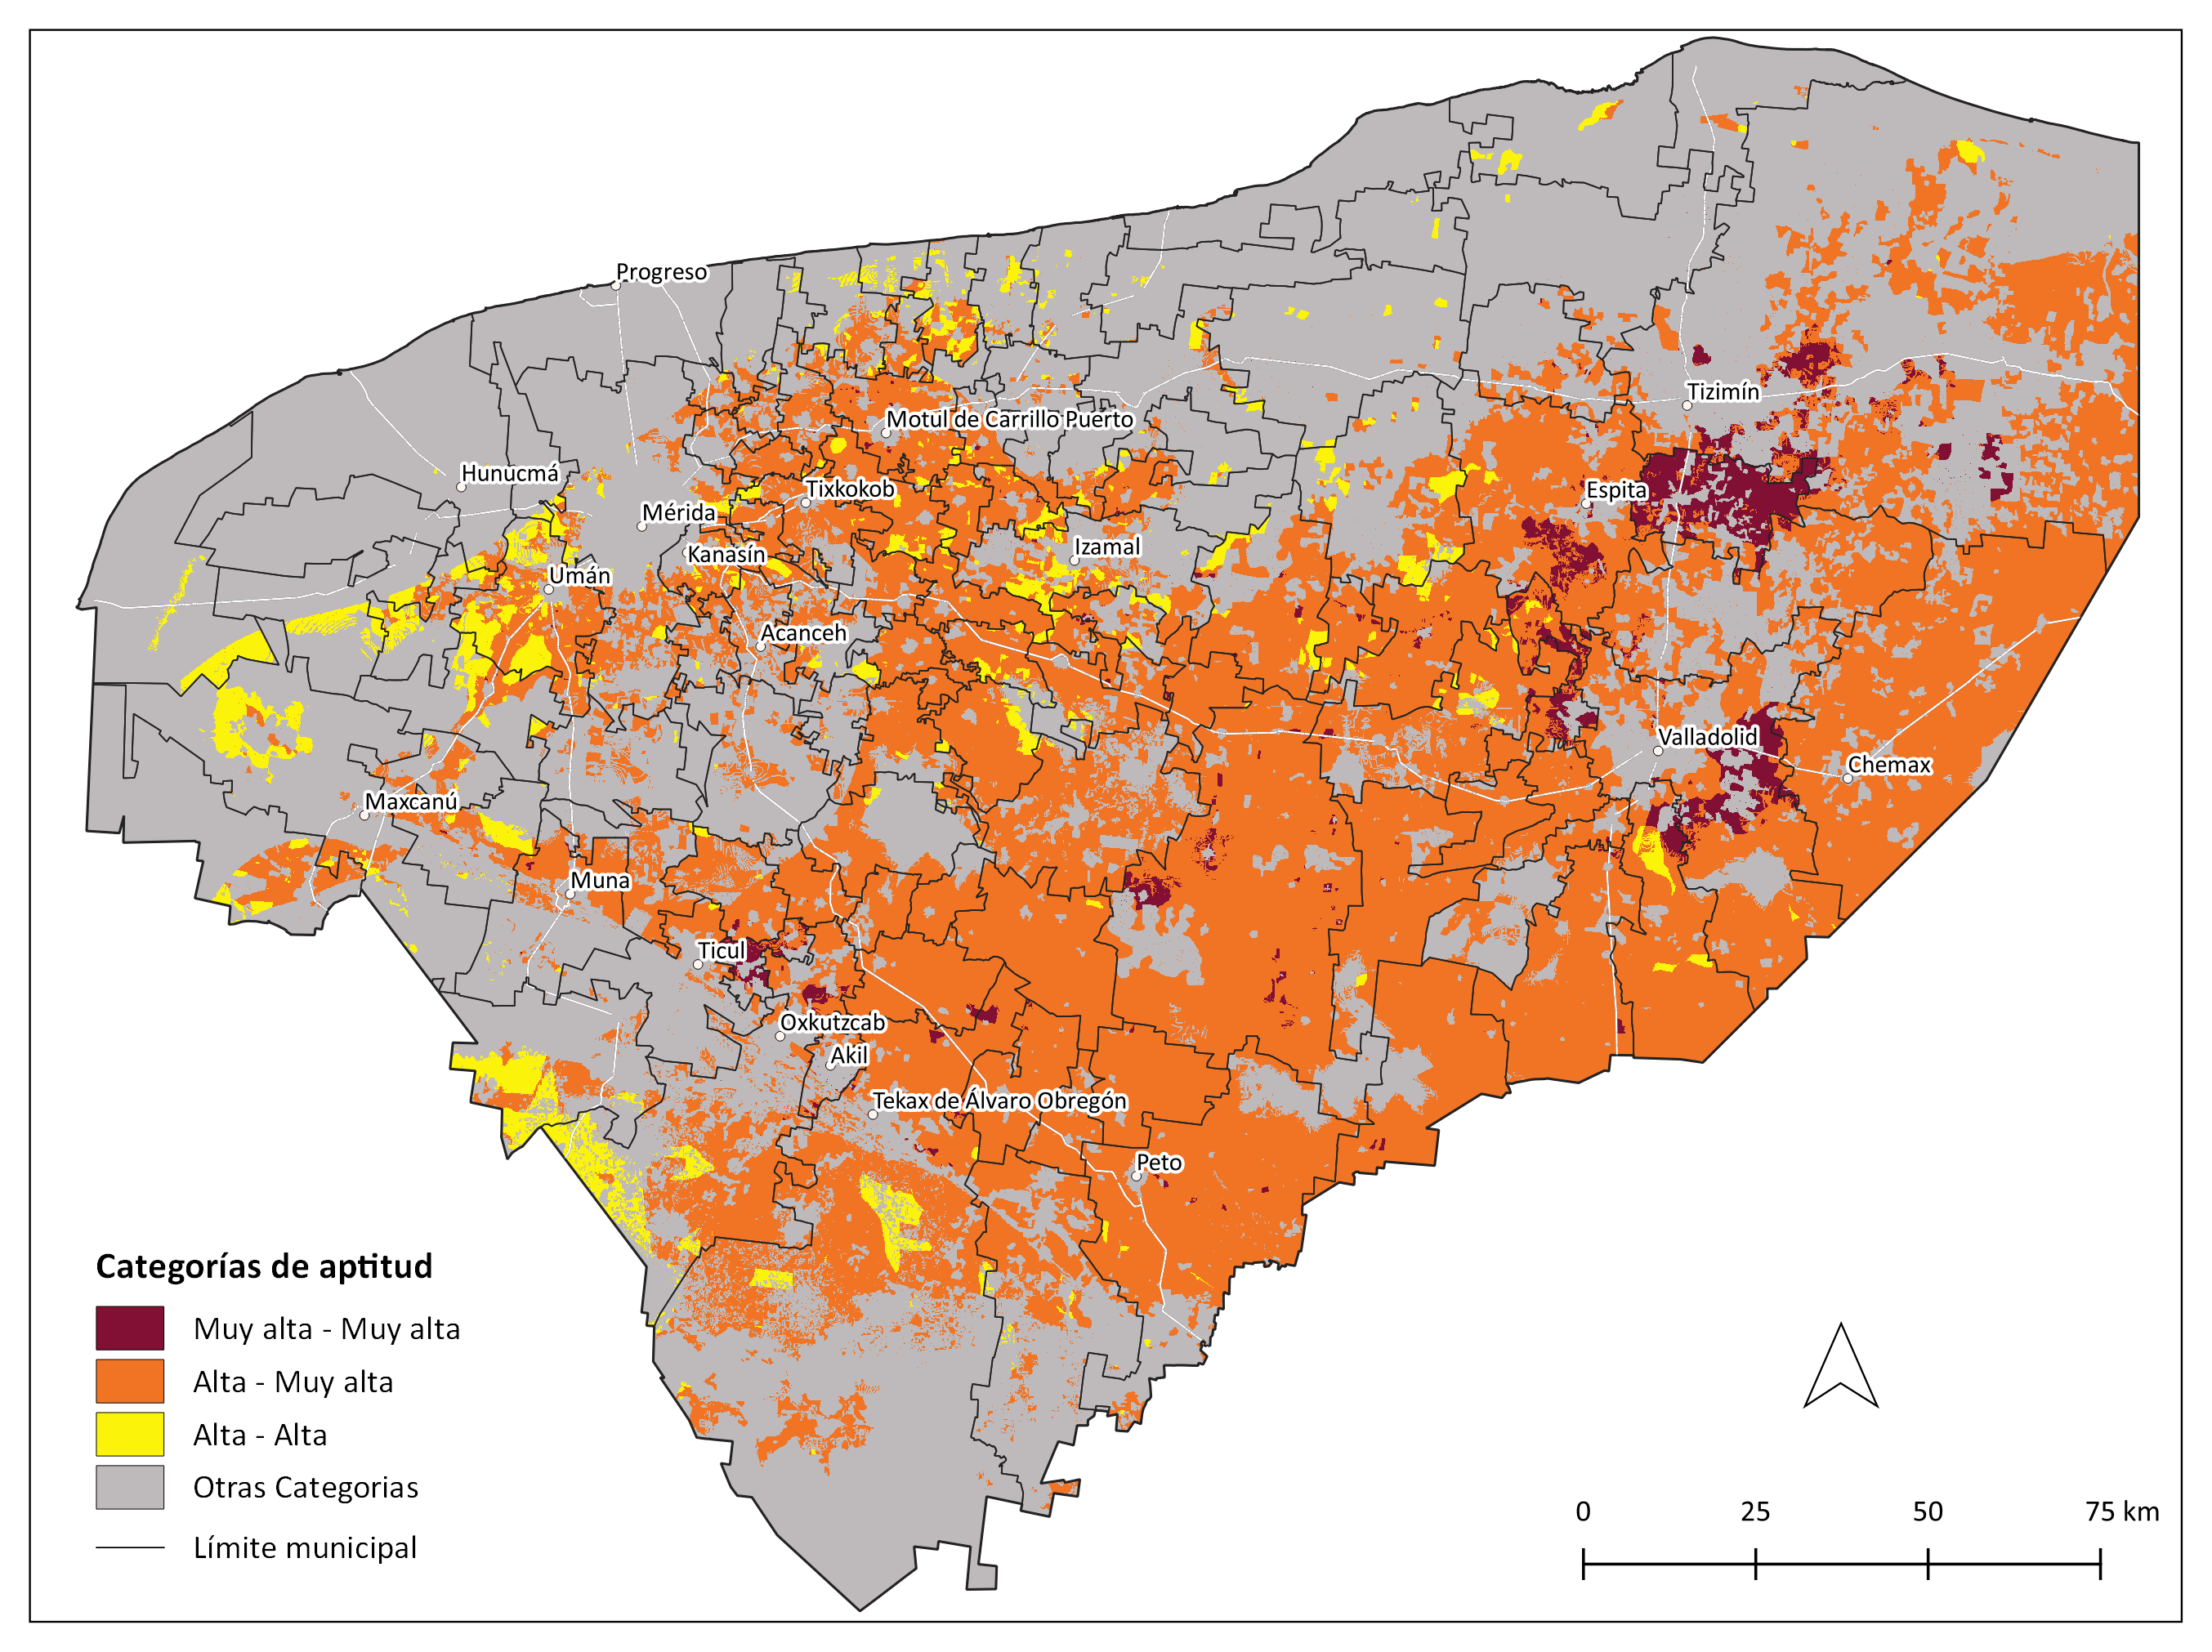 Progreso
Tizimín
Motul de Carrillo Puerto
Hunucmá
Tixkokob
Espita
Mérida
Izamal
Kanasín
Umán
Acanceh
Valladolid
Chemax
Maxcanú
Muna
Ticul
Oxkutzcab
Akil
Tekax de Álvaro Obregón
Peto
Categorías de aptitud
Muy alta - Muy alta
Alta - Muy alta
Alta - Alta
Otras Categorias
Límite municipal
0 25 50 75 km